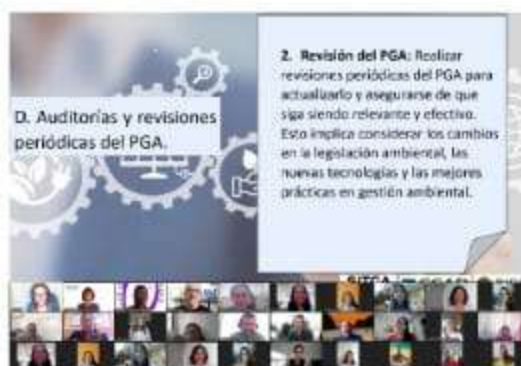 D. Auditorías y revisiones
periódicas del PGA.
2. Revisión del PGA: Realizar
revisiones periódicas del PGA para
actualizarlo y asegurarse de que
siga siendo relevante y efectivo.
Esto implica considerar los cambios
en la legislación ambiental, las
nuevas tecnologías y las mejores
prácticas en gestión ambiental.
SITCA